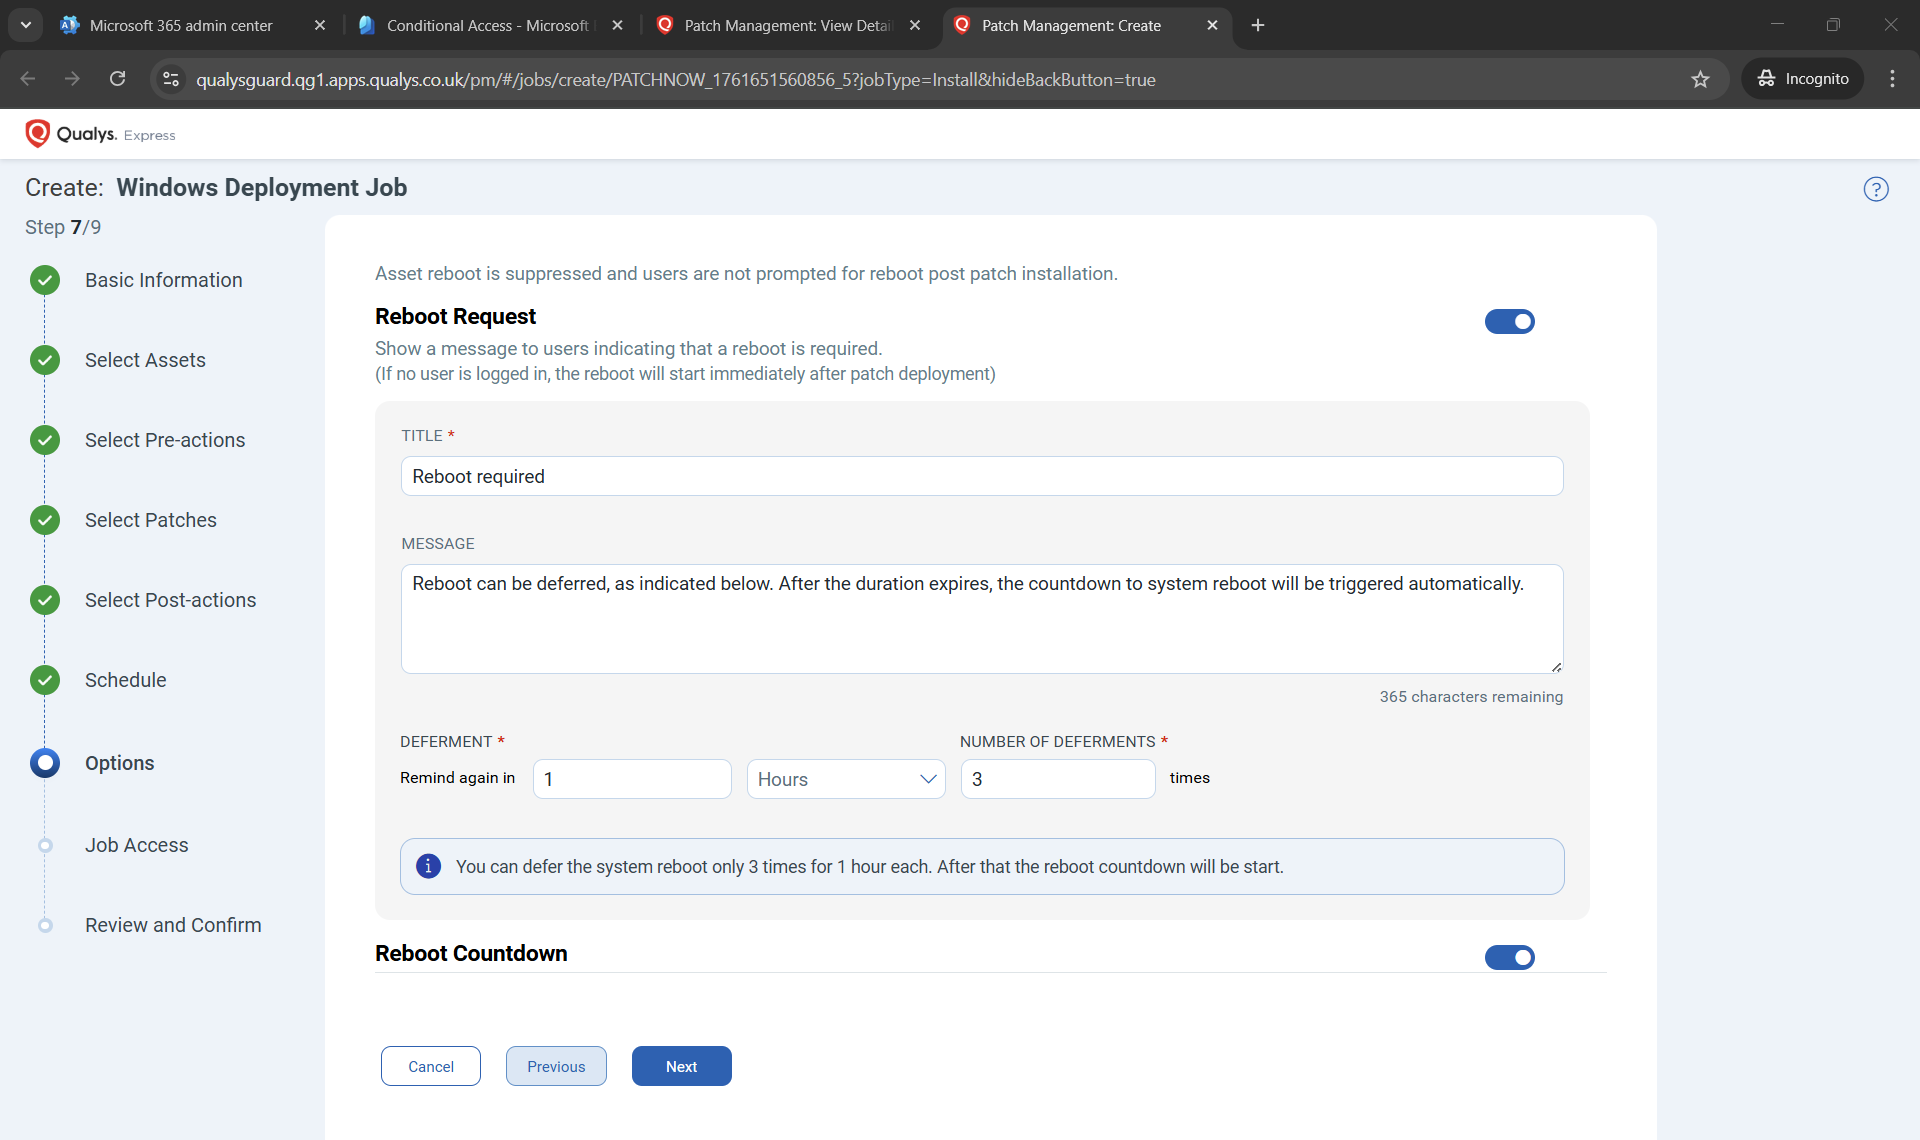 Microsoft 365 admin center
Conditional Access - Microsoft
Patch Management: View Detai
Patch Management: Create
qualysguard.qg1.apps.qualys.co.uk/pm/#/jobs/create/PATCHNOW_1761651560856_5?jobType=Install&hideBackButton=true
Incognito
Qualys. Express
Create: Windows Deployment Job
Step 7/9
Basic Information
Select Assets
Select Pre-actions
Select Patches
Select Post-actions
Schedule
Options
Job Access
Review and Confirm
Asset reboot is suppressed and users are not prompted for reboot post patch installation.
Reboot Request
Show a message to users indicating that a reboot is required.
(If no user is logged in, the reboot will start immediately after patch deployment)
TITLE *
Reboot required
MESSAGE
Reboot can be deferred, as indicated below. After the duration expires, the countdown to system reboot will be triggered automatically.
365 characters remaining
DEFERMENT * NUMBER OF DEFERMENTS *
Remind again in 1 Hours 3 times
You can defer the system reboot only 3 times for 1 hour each. After that the reboot countdown will be start.
Reboot Countdown
Cancel Previous Next